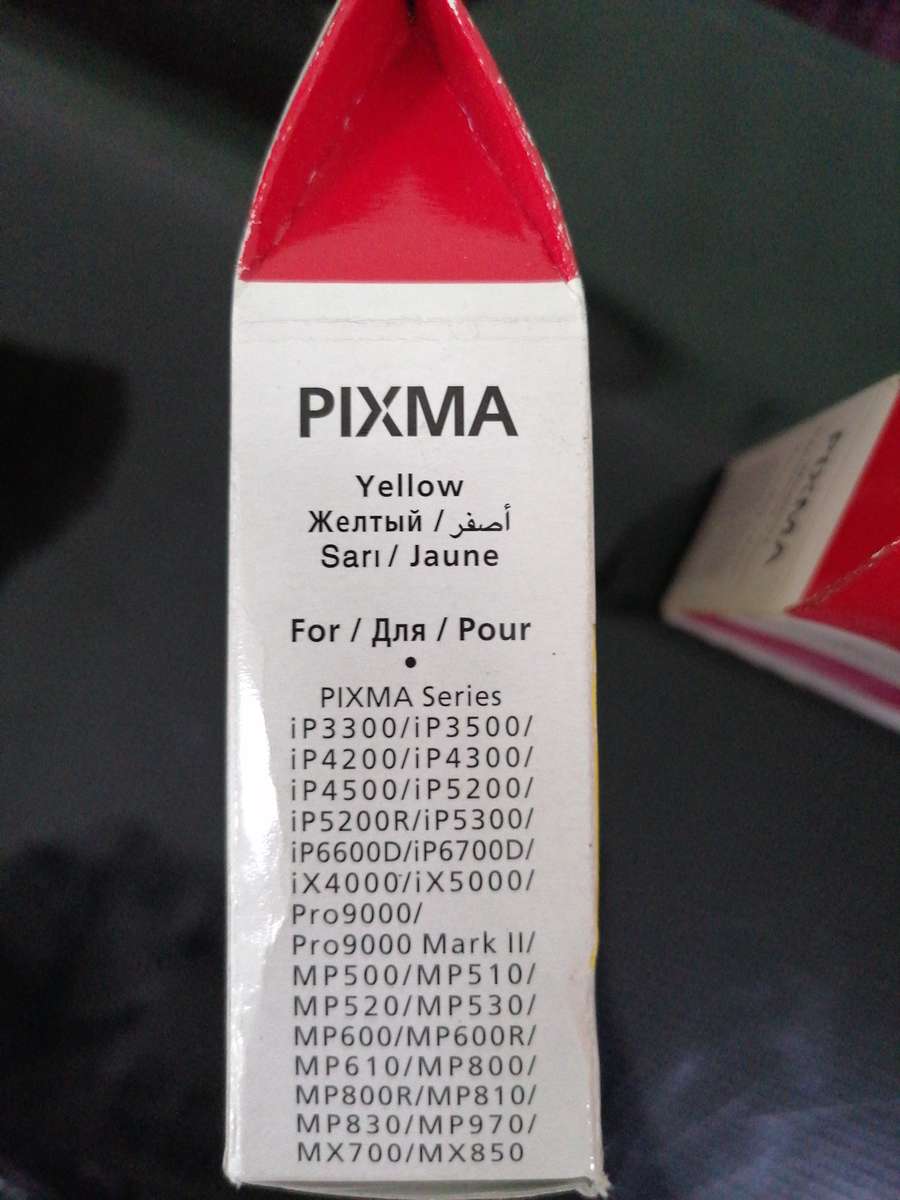 PIXMA
Yellow
Желтый / أصفر
Sarı / Jaune
For / Для / Pour
•
PIXMA Series
iP3300/iP3500/
iP4200/iP4300/
iP4500/iP5200/
iP5200R/iP5300/
iP6600D/iP6700D/
iX4000/iX5000/
Pro9000/
Pro9000 Mark II/
MP500/MP510/
MP520/MP530/
MP600/MP600R/
MP610/MP800/
MP800R/MP810/
MP830/MP970/
MX700/MX850
PIXMA